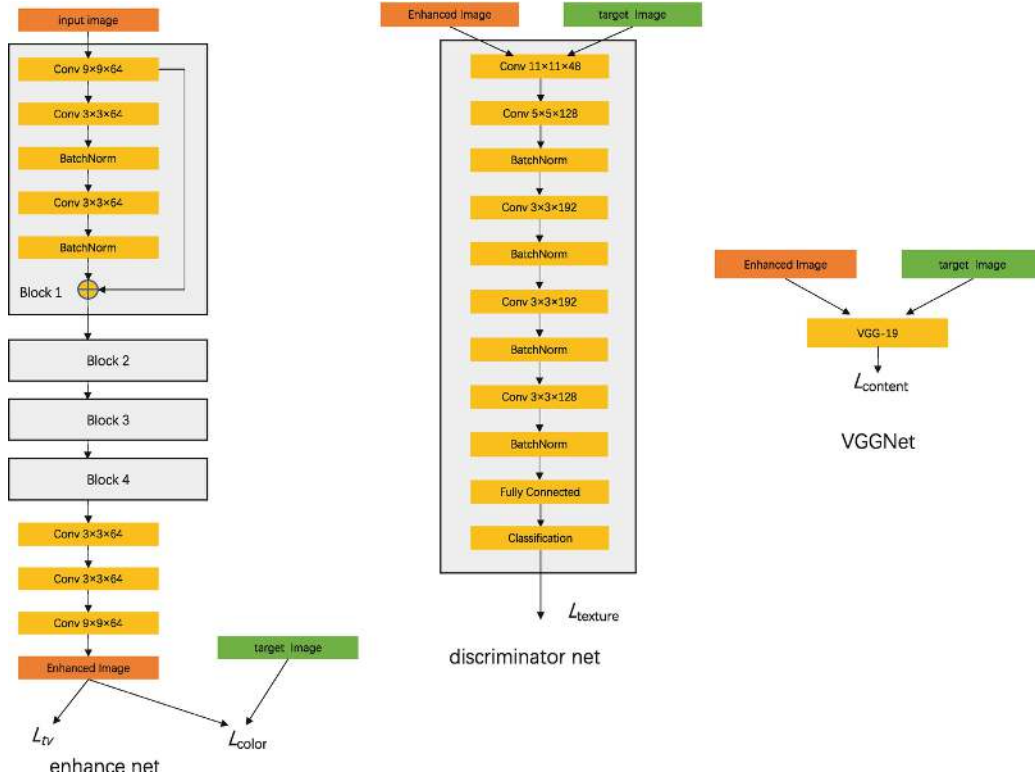 input image
Conv 9×9×64
Conv 3×3×64
BatchNorm
Conv 3×3×64
BatchNorm
Block 1
Block 2
Block 3
Block 4
Conv 3×3×64
Conv 3×3×64
Conv 9×9×64
Enhanced Image
target Image
Ltv
Lcolor
enhance net
Enhanced Image
target Image
Conv 11×11×48
Conv 5×5×128
BatchNorm
Conv 3×3×192
BatchNorm
Conv 3×3×192
BatchNorm
Conv 3×3×128
BatchNorm
Fully Connected
Classification
Ltexture
discriminator net
Enhanced Image
target Image
VGG-19
Lcontent
VGGNet